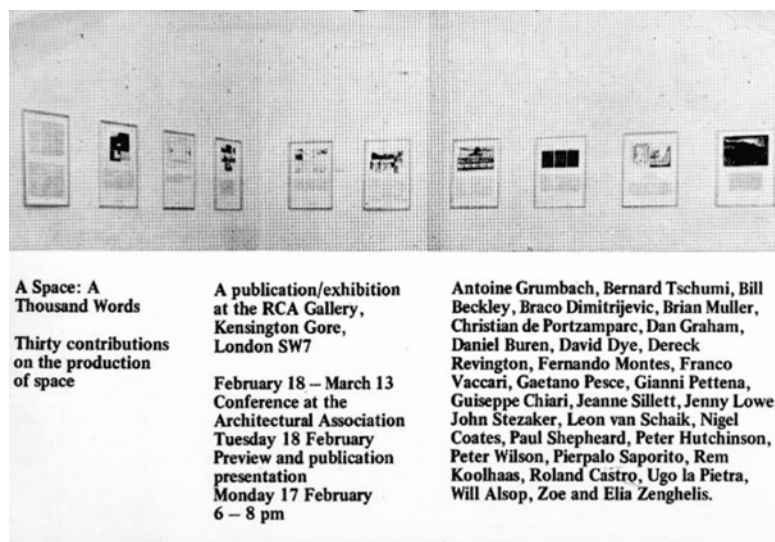 A Space: A
Thousand Words
Thirty contributions
on the production
of space
A publication/exhibition
at the RCA Gallery,
Kensington Gore,
London SW7
February 18 – March 13
Conference at the
Architectural Association
Tuesday 18 February
Preview and publication
presentation
Monday 17 February
6 – 8 pm
Antoine Grumbach, Bernard Tschumi, Bill
Beckley, Braco Dimitrijevic, Brian Muller,
Christian de Portzamparc, Dan Graham,
Daniel Buren, David Dye, Dereck
Revington, Fernando Montes, Franco
Vaccari, Gaetano Pesce, Gianni Pettena,
Guiseppe Chiari, Jeanne Sillett, Jenny Lowe
John Stezaker, Leon van Schaik, Nigel
Coates, Paul Shepheard, Peter Hutchinson,
Peter Wilson, Pierpalo Saporito, Rem
Koolhaas, Roland Castro, Ugo la Pietra,
Will Alsop, Zoe and Elia Zenghelis.